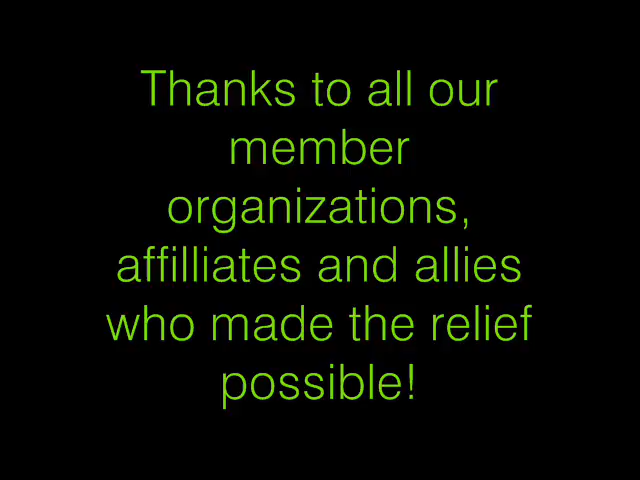 Thanks to all our
member
organizations,
affilliates and allies
who made the relief
possible!